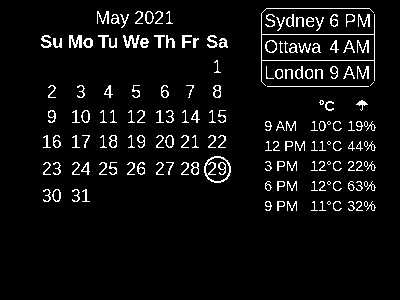 May 2021
Su Mo Tu We Th Fr Sa
1
2 3 4 5 6 7 8
9 10 11 12 13 14 15
16 17 18 19 20 21 22
23 24 25 26 27 28 29
30 31
Sydney 6 PM
Ottawa 4 AM
London 9 AM
°C ☂
9 AM 10°C 19%
12 PM 11°C 44%
3 PM 12°C 22%
6 PM 12°C 63%
9 PM 11°C 32%